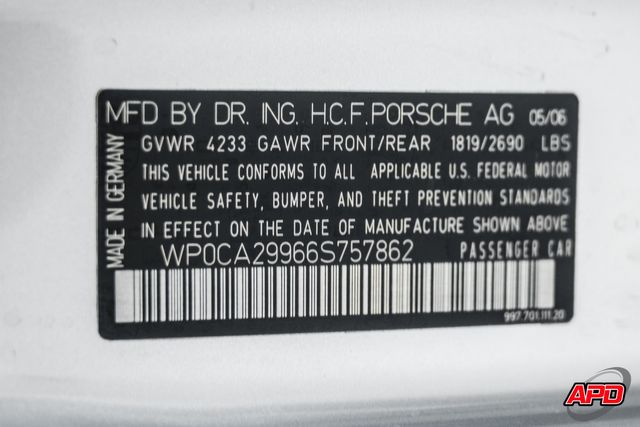 MFD BY DR. ING. H.C.F. PORSCHE AG 05/06
GVWR 4233 GAWR FRONT/REAR 1819/2690 LBS
THIS VEHICLE CONFORMS TO ALL APPLICABLE U.S. FEDERAL MOTOR
VEHICLE SAFETY, BUMPER, AND THEFT PREVENTION STANDARDS
IN EFFECT ON THE DATE OF MANUFACTURE SHOWN ABOVE
WP0CA29966S757862 PASSENGER CAR
MADE IN GERMANY
997.701.111.20
APD